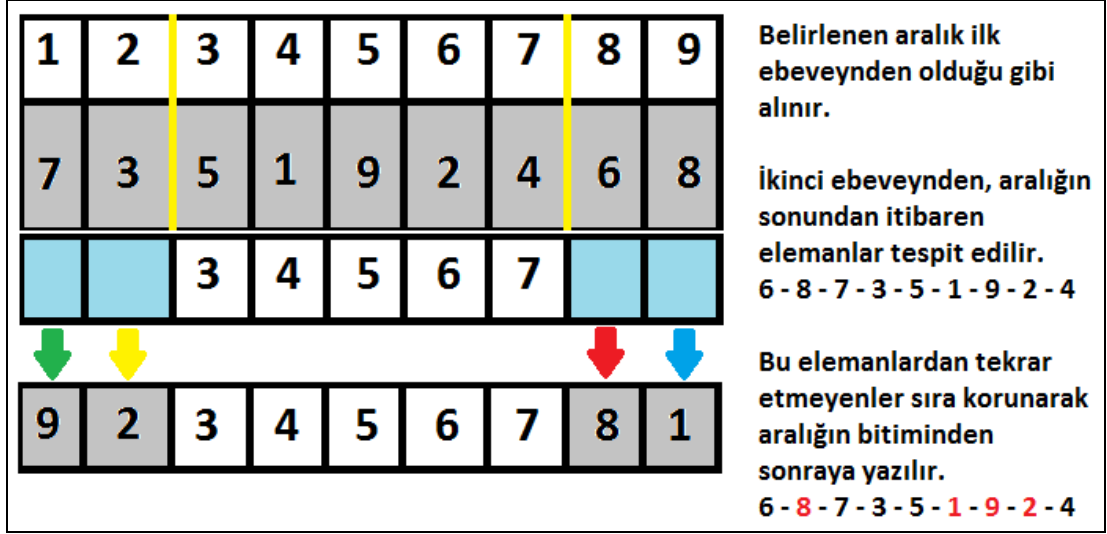 1 2 3 4 5 6 7 8 9
7 3 5 1 9 2 4 6 8
3 4 5 6 7
9 2 3 4 5 6 7 8 1
Belirlenen aralık ilk
ebeveynden olduğu gibi
alınır.
İkinci ebeveynden, aralığın
sonundan itibaren
elemanlar tespit edilir.
6 - 8 - 7 - 3 - 5 - 1 - 9 - 2 - 4
Bu elemanlardan tekrar
etmeyenler sıra korunarak
aralığın bitiminden
sonraya yazılır.
6 - 8 - 7 - 3 - 5 - 1 - 9 - 2 - 4